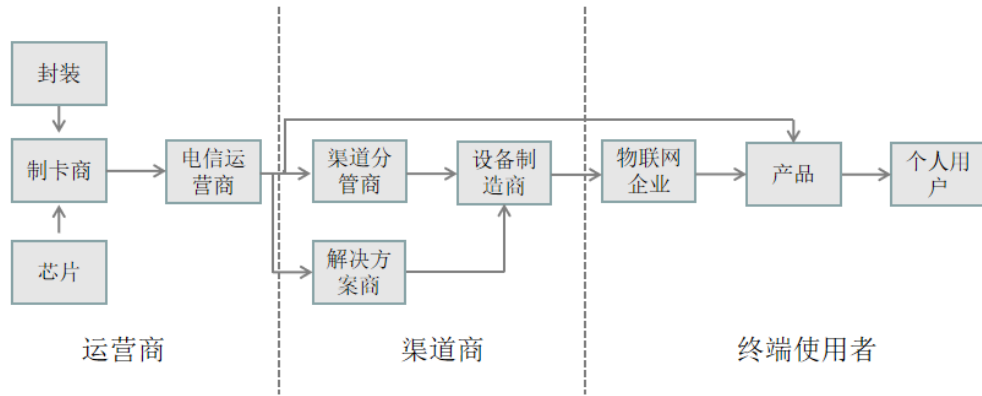 封装
制卡商
芯片
电信运
营商
渠道分
管商
解决方
案商
设备制
造商
物联网
企业
产品
个人用
户
运营商
渠道商
终端使用者